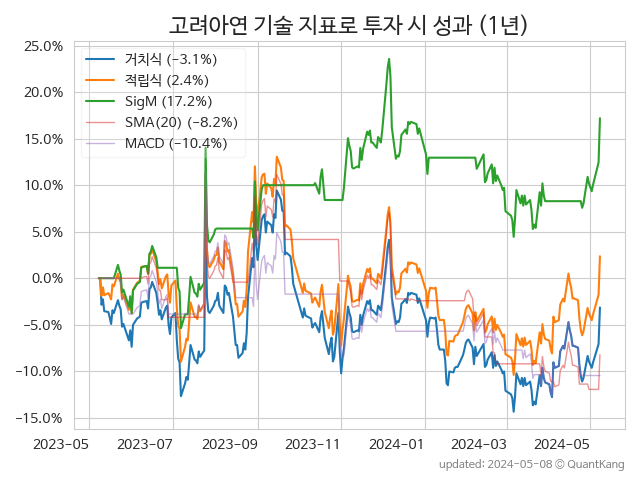 고려아연 기술 지표로 투자 시 성과 (1년)
25.0%
20.0%
15.0%
10.0%
5.0%
0.0%
−5.0%
−10.0%
−15.0%
거치식 (−3.1%)
적립식 (2.4%)
SigM (17.2%)
SMA(20) (−8.2%)
MACD (−10.4%)
2023-05 2023-07 2023-09 2023-11 2024-01 2024-03 2024-05
updated: 2024-05-08 ⓒ QuantKang